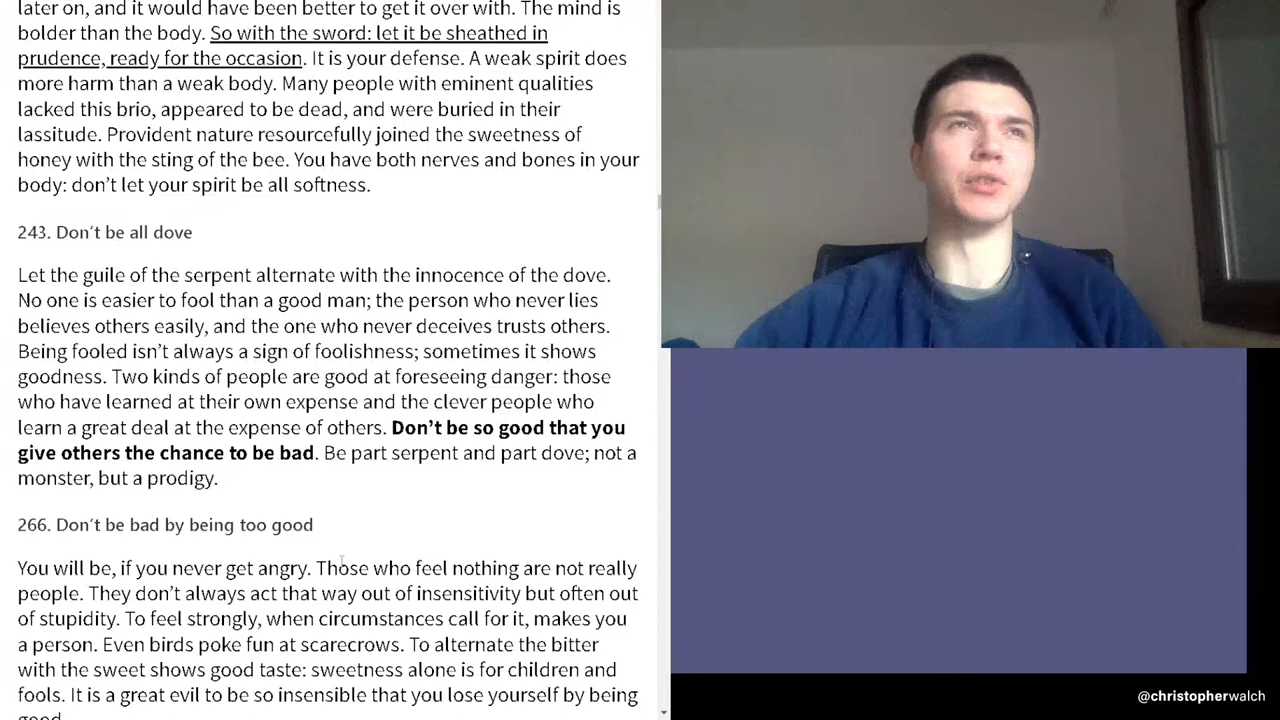 later on, and it would have been better to get it over with. The mind is
bolder than the body. So with the sword: let it be sheathed in
prudence, ready for the occasion. It is your defense. A weak spirit does
more harm than a weak body. Many people with eminent qualities
lacked this brio, appeared to be dead, and were buried in their
lassitude. Provident nature resourcefully joined the sweetness of
honey with the sting of the bee. You have both nerves and bones in your
body: don’t let your spirit be all softness.
243. Don’t be all dove
Let the guile of the serpent alternate with the innocence of the dove.
No one is easier to fool than a good man; the person who never lies
believes others easily, and the one who never deceives trusts others.
Being fooled isn’t always a sign of foolishness; sometimes it shows
goodness. Two kinds of people are good at foreseeing danger: those
who have learned at their own expense and the clever people who
learn a great deal at the expense of others. Don’t be so good that you
give others the chance to be bad. Be part serpent and part dove; not a
monster, but a prodigy.
266. Don’t be bad by being too good
You will be, if you never get angry. Those who feel nothing are not really
people. They don’t always act that way out of insensitivity but often out
of stupidity. To feel strongly, when circumstances call for it, makes you
a person. Even birds poke fun at scarecrows. To alternate the bitter
with the sweet shows good taste: sweetness alone is for children and
fools. It is a great evil to be so insensible that you lose yourself by being
good.
@christopherwalch